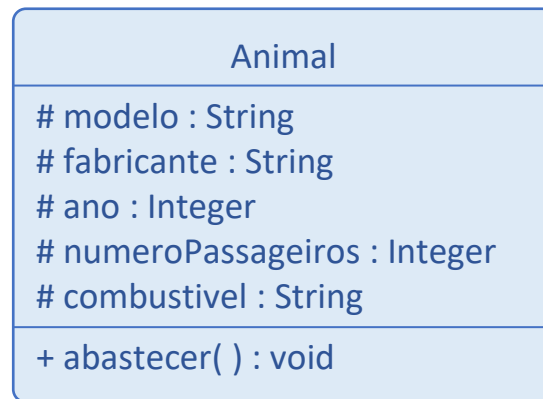 Animal
# modelo : String
# fabricante : String
# ano : Integer
# numeroPassageiros : Integer
# combustivel : String
+ abastecer( ) : void